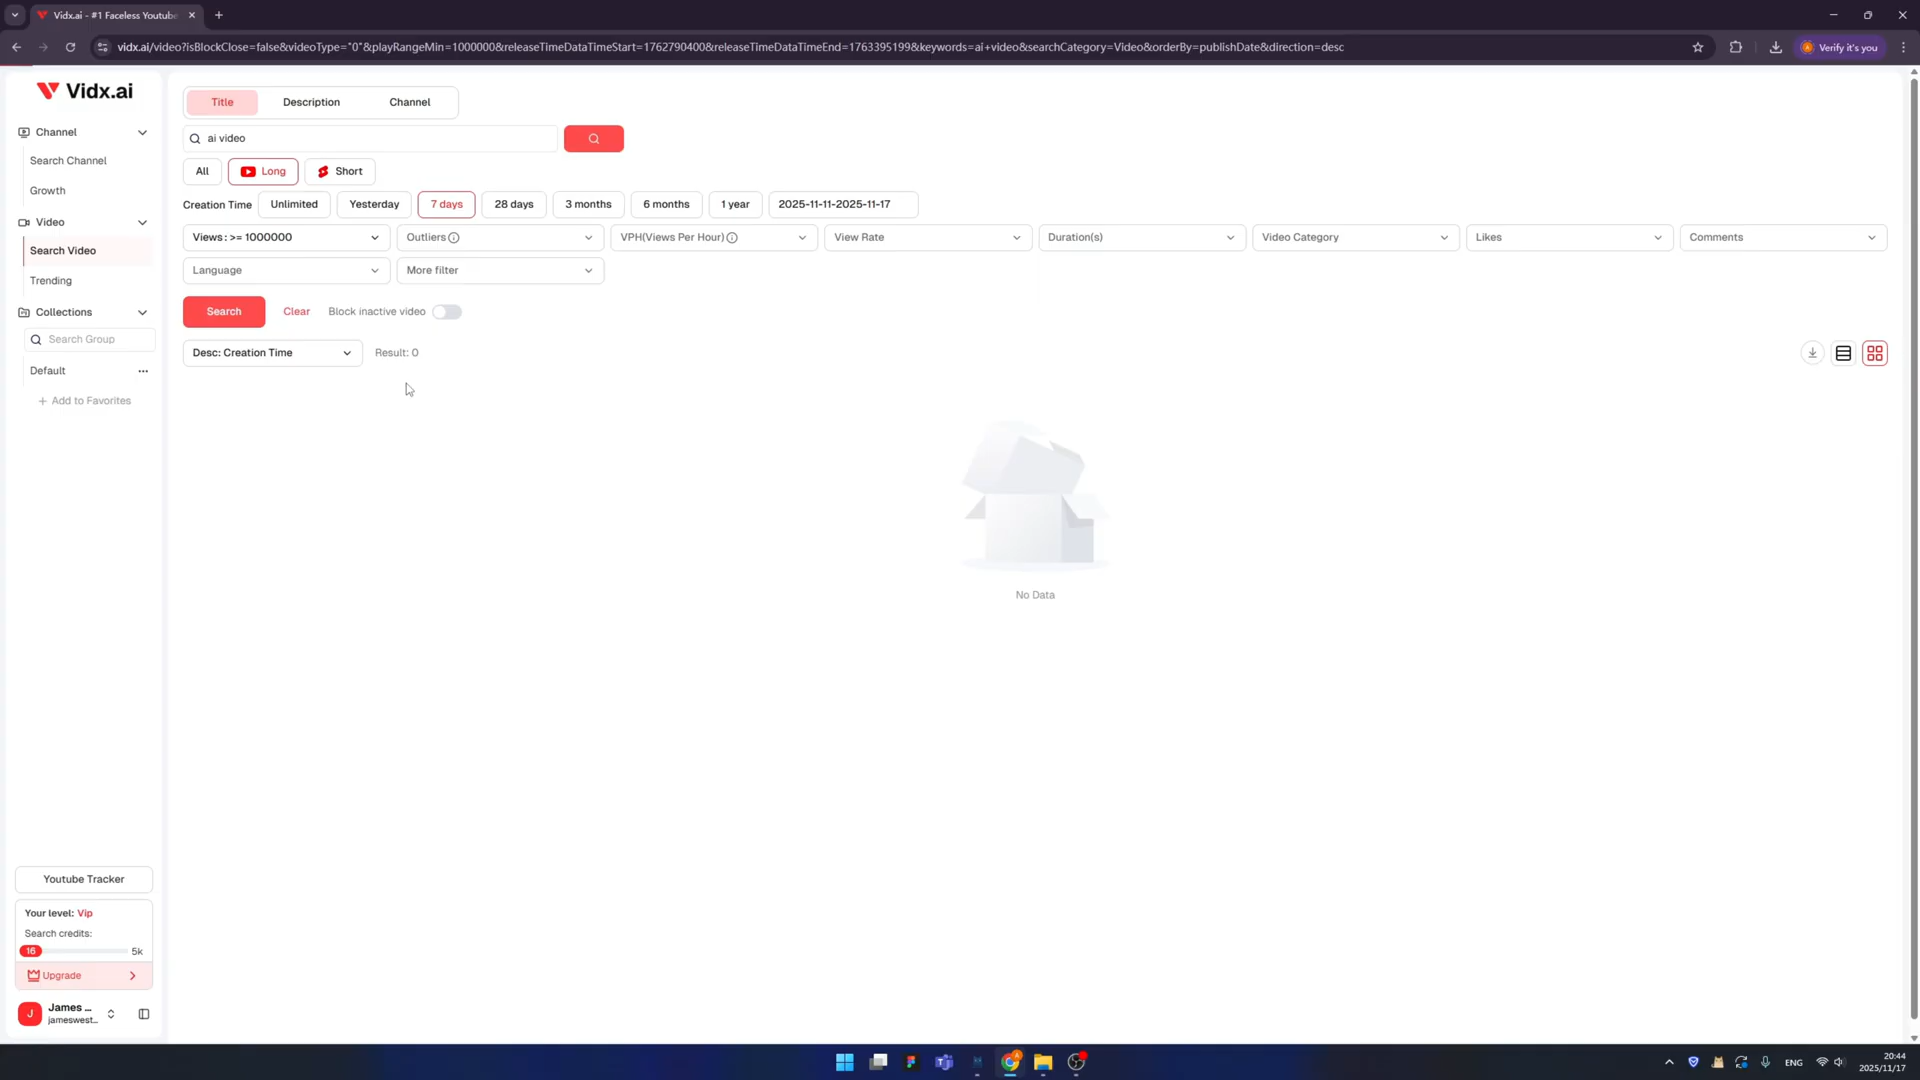 Vidx.ai - #1 Faceless Youtube
vidx.ai/video?isBlockClose=false&videoType="0"&playRangeMin=1000000&releaseTimeDataTimeStart=1762790400&releaseTimeDataTimeEnd=1763395199&keywords=ai+video&searchCategory=Video&orderBy=publishDate&direction=desc
Verify it's you
Vidx.ai
Channel
Search Channel
Growth
Video
Search Video
Trending
Collections
Search Group
Default
+ Add to Favorites
Title Description Channel
ai video
All Long Short
Creation Time Unlimited Yesterday 7 days 28 days 3 months 6 months 1 year 2025-11-11-2025-11-17
Views : >= 1000000 Outliers VPH(Views Per Hour) View Rate Duration(s) Video Category Likes Comments
Language More filter
Search Clear Block inactive video
Desc: Creation Time Result: 0
No Data
Youtube Tracker
Your level: Vip
Search credits:
16 5k
Upgrade
J James ...
jameswest...
ENG
20:44
2025/11/17